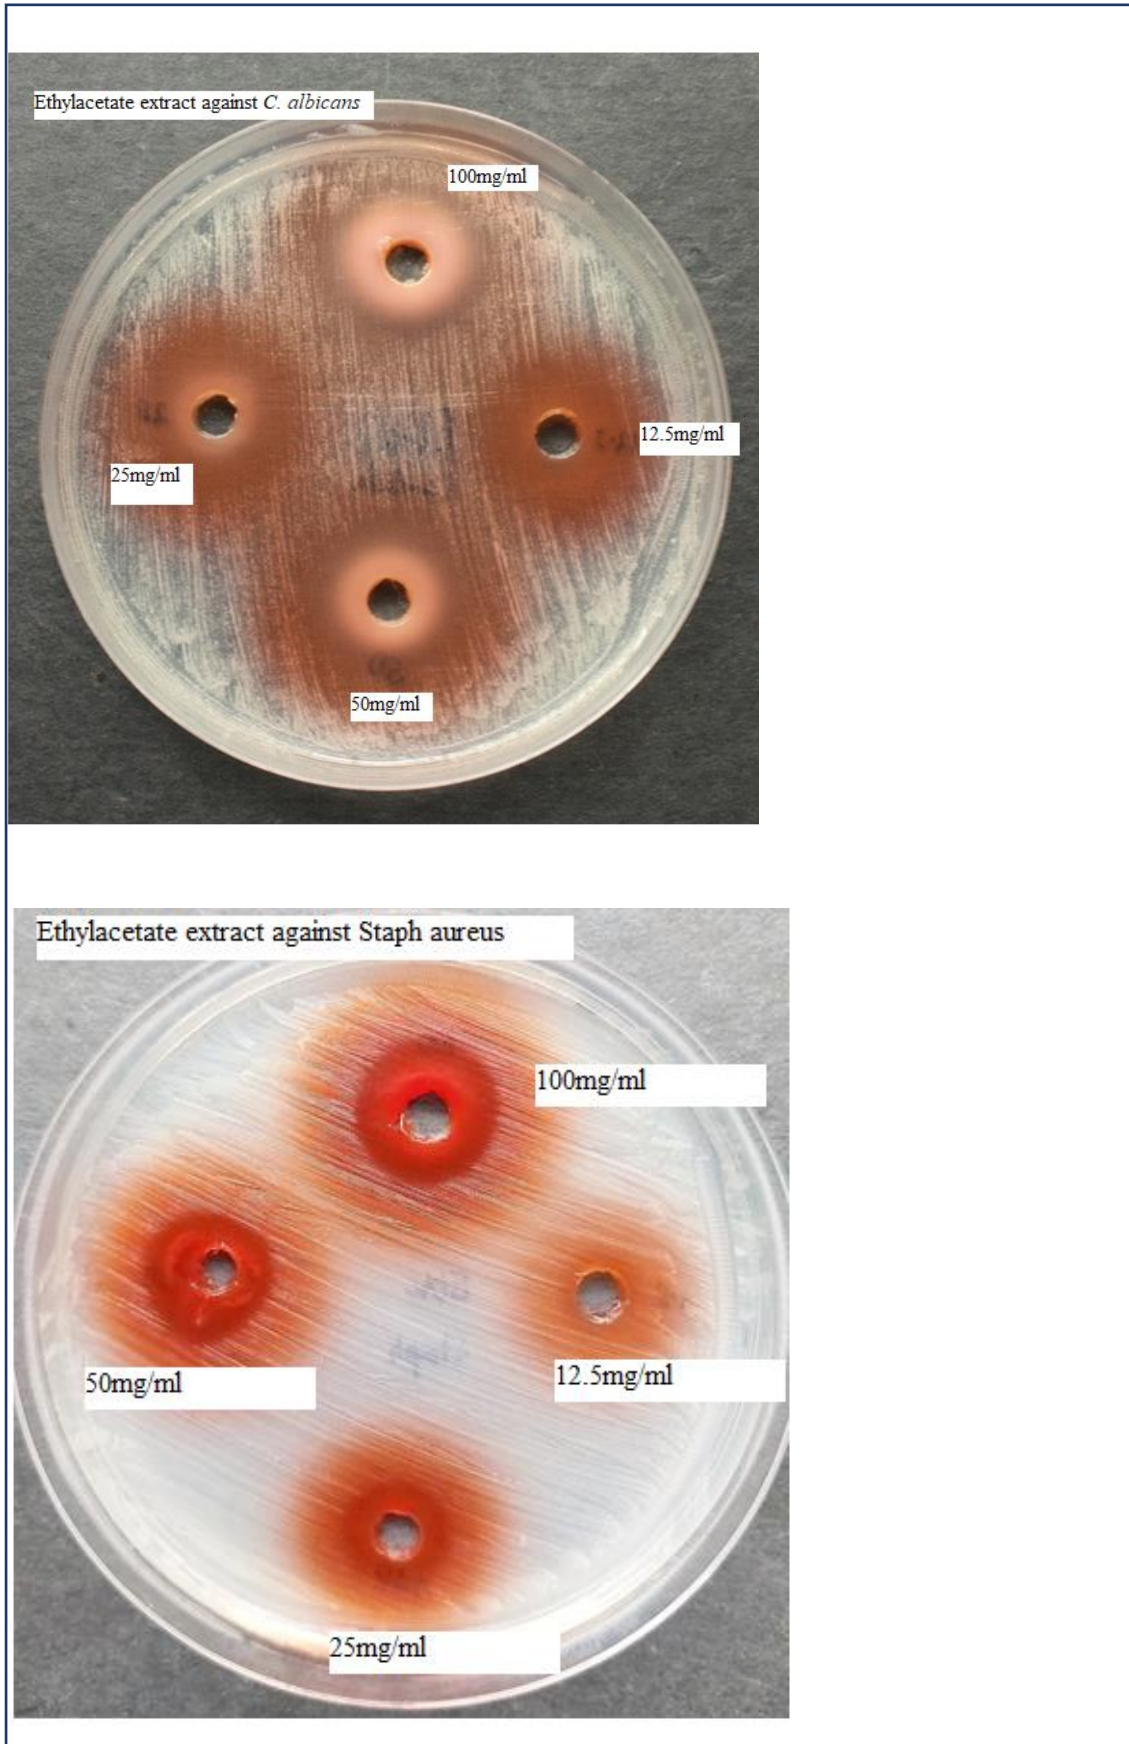 Ethylacetate extract against C. albicans
100mg/ml
12.5mg/ml
25mg/ml
50mg/ml
Ethylacetate extract against Staph aureus
100mg/ml
50mg/ml
12.5mg/ml
25mg/ml